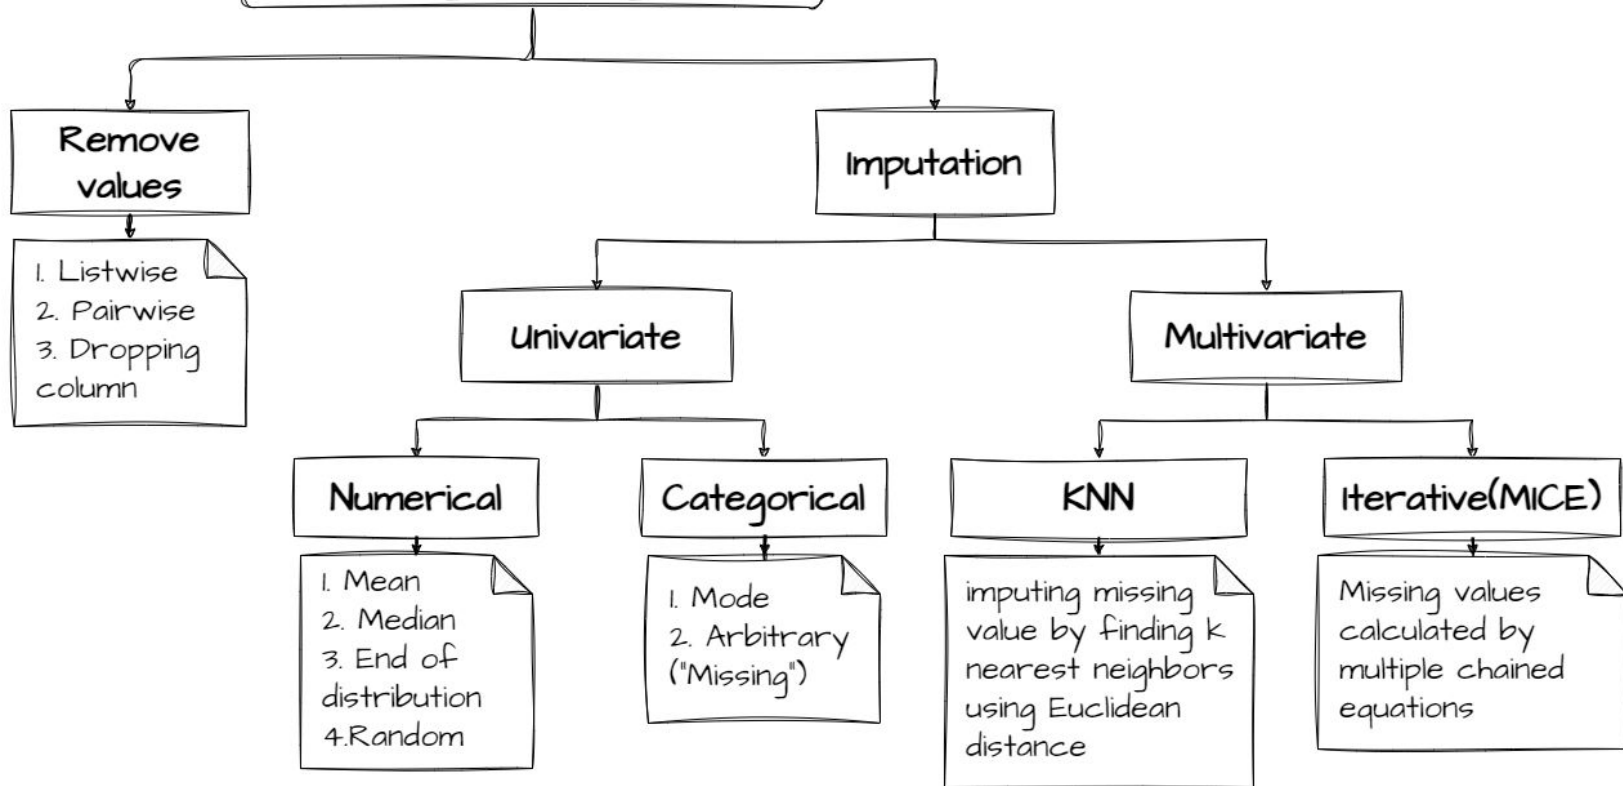 Remove
values
Imputation
1. Listwise
2. Pairwise
3. Dropping
column
Univariate
Multivariate
Numerical
Categorical
KNN
Iterative(MICE)
1. Mean
2. Median
3. End of
distribution
4.Random
1. Mode
2. Arbitrary
("Missing")
imputing missing
value by finding k
nearest neighbors
using Euclidean
distance
Missing values
calculated by
multiple chained
equations